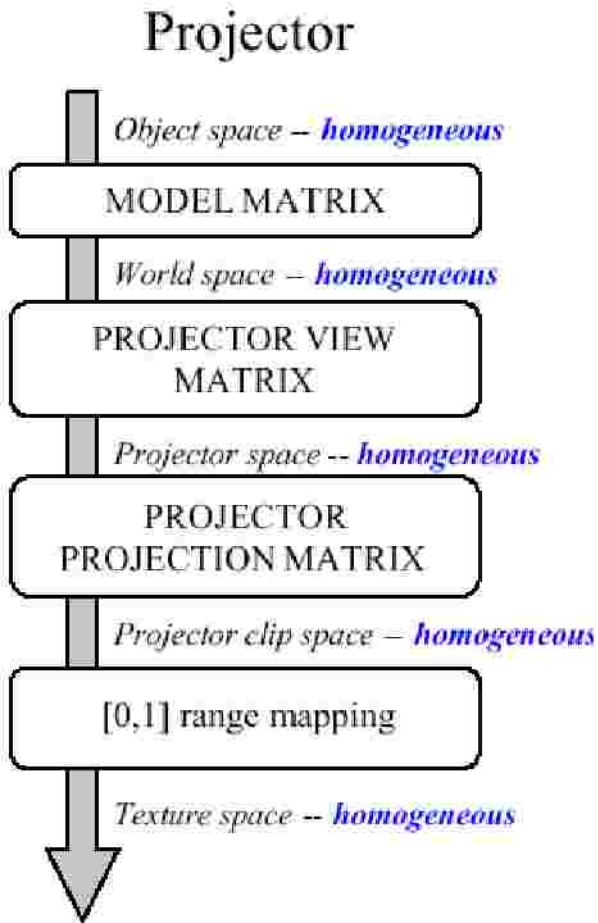 Projector
Object space -- homogeneous
MODEL MATRIX
World space – homogeneous
PROJECTOR VIEW
MATRIX
Projector space -- homogeneous
PROJECTOR
PROJECTION MATRIX
Projector clip space – homogeneous
[0,1] range mapping
Texture space -- homogeneous